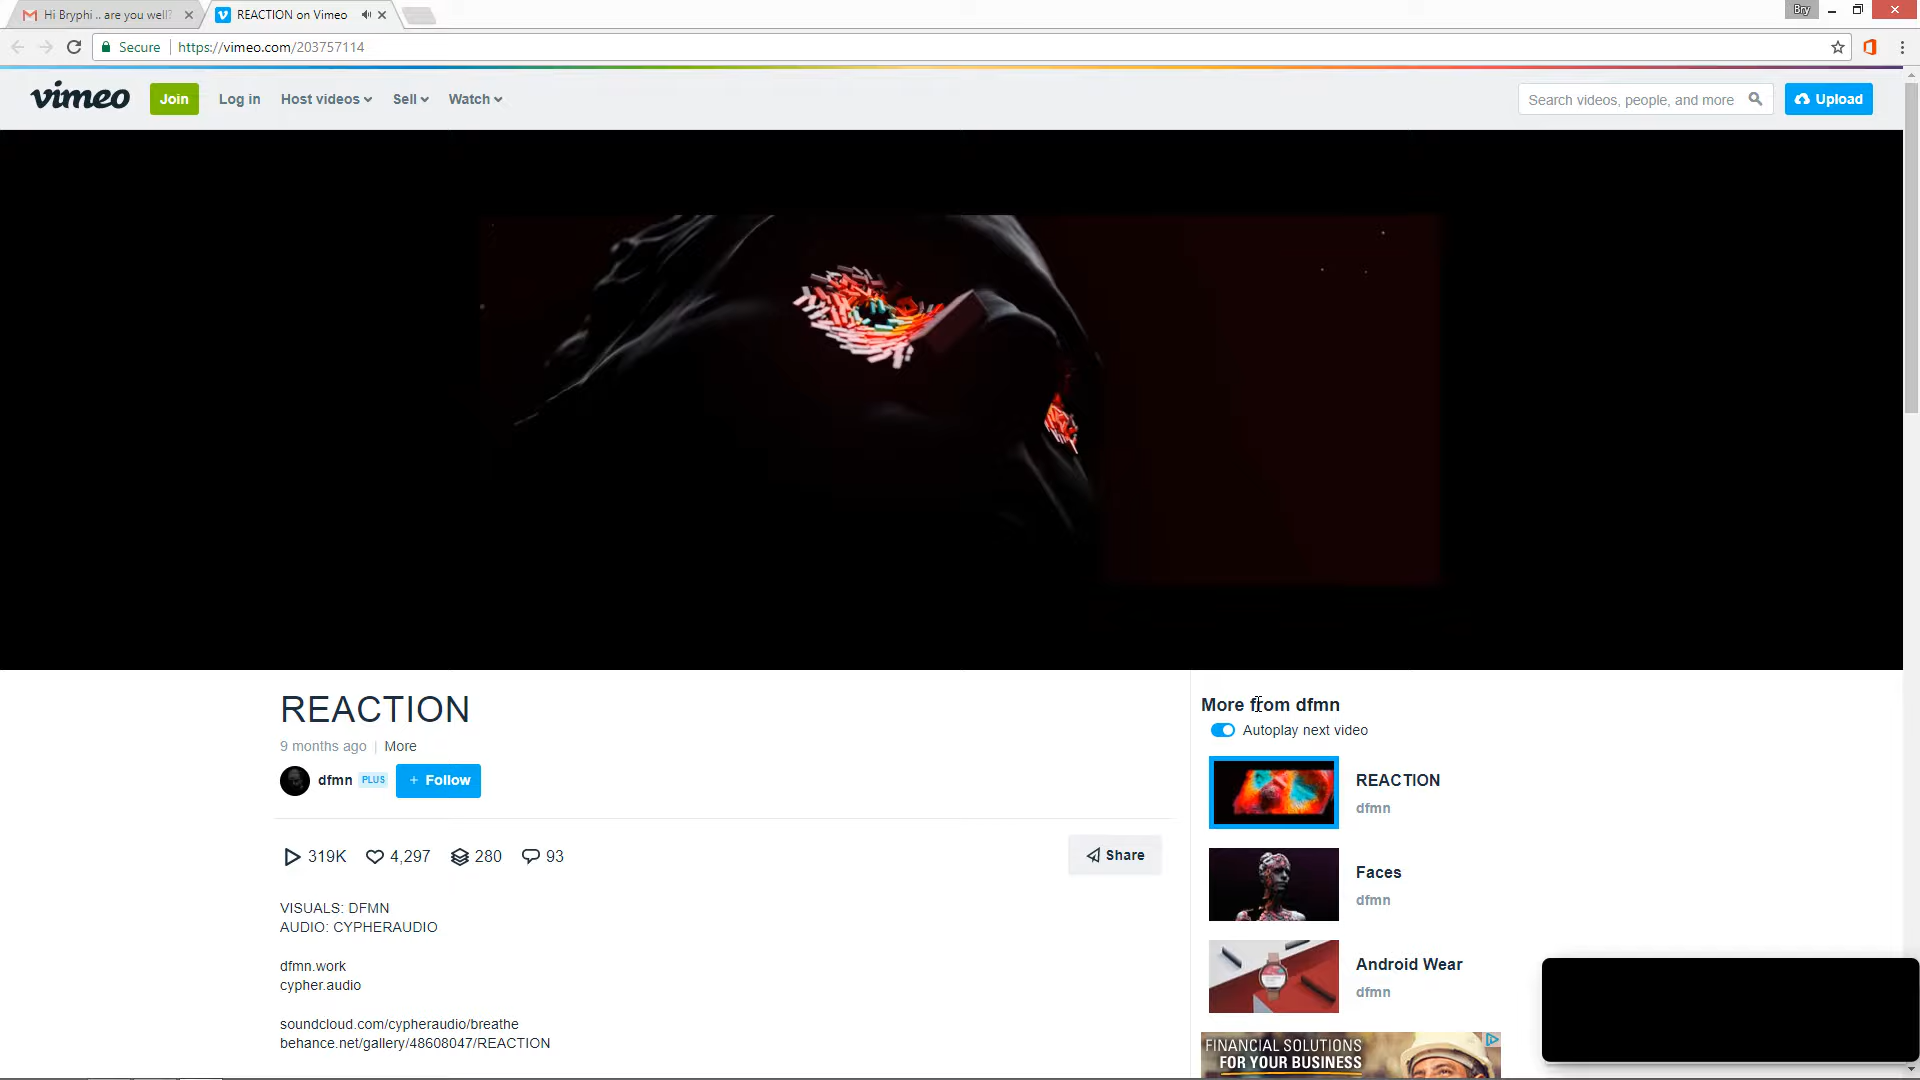 Hi Bryphi .. are you well?
REACTION on Vimeo
Bry
Secure
https://vimeo.com/203757114
vimeo
Join
Log in
Host videos
Sell
Watch
Search videos, people, and more
Upload
REACTION
9 months ago | More
dfmn PLUS
+ Follow
319K
4,297
280
93
Share
VISUALS: DFMN
AUDIO: CYPHERAUDIO
dfmn.work
cypher.audio
soundcloud.com/cypheraudio/breathe
behance.net/gallery/48608047/REACTION
More from dfmn
Autoplay next video
REACTION
dfmn
Faces
dfmn
Android Wear
dfmn
FINANCIAL SOLUTIONS
FOR YOUR BUSINESS